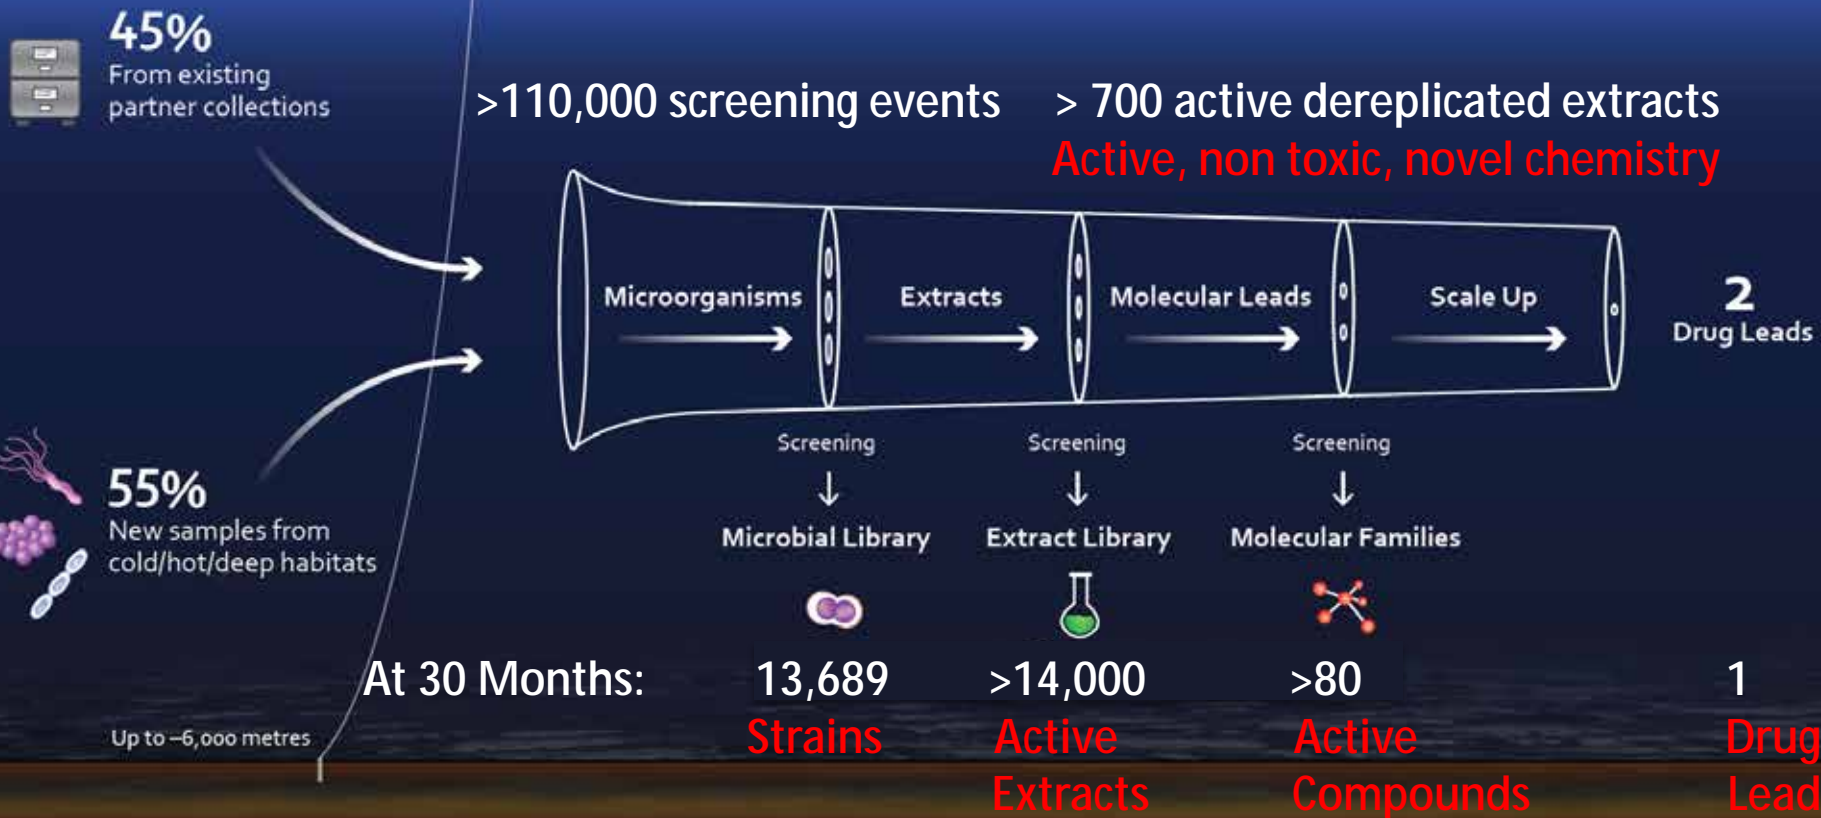 45%
From existing
partner collections
>110,000 screening events
> 700 active dereplicated extracts
Active, non toxic, novel chemistry
Microorganisms
Extracts
Molecular Leads
Scale Up
2
Drug Leads
55%
New samples from
cold/hot/deep habitats
Screening
Screening
Screening
Microbial Library
Extract Library
Molecular Families
At 30 Months:
13,689
>14,000
>80
1
Strains
Active
Extracts
Active
Compounds
Drug
Lead
Up to –6,000 metres